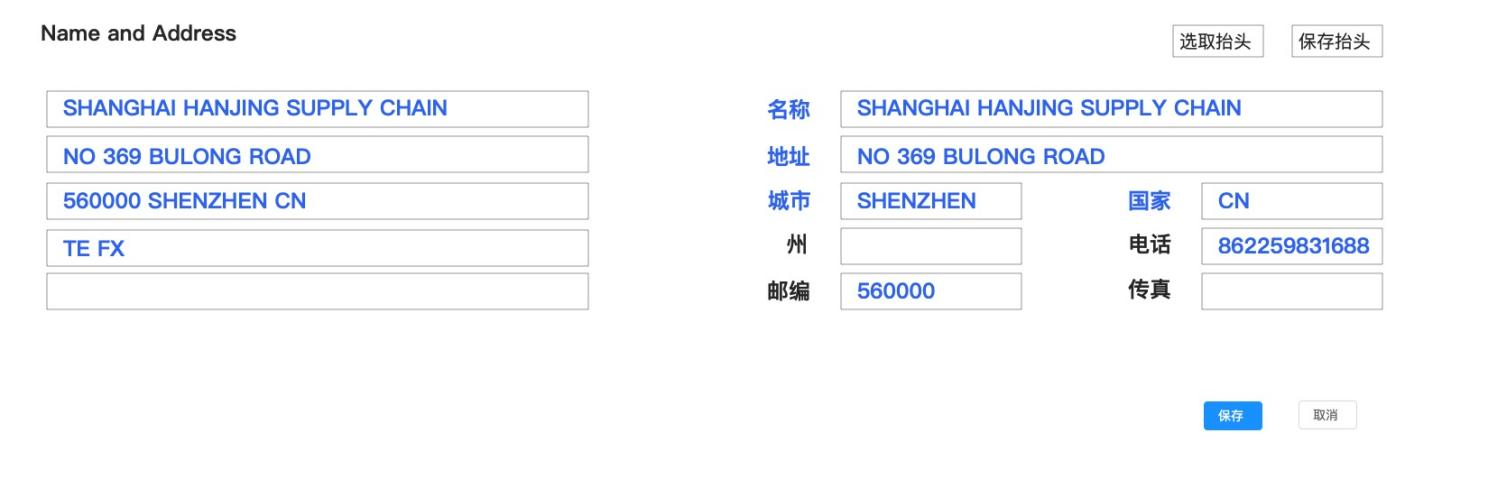 Name and Address
选取抬头 保存抬头
SHANGHAI HANJING SUPPLY CHAIN
NO 369 BULONG ROAD
560000 SHENZHEN CN
TE FX
名称 SHANGHAI HANJING SUPPLY CHAIN
地址 NO 369 BULONG ROAD
城市 SHENZHEN 国家 CN
州 电话 862259831688
邮编 560000 传真
保存 取消